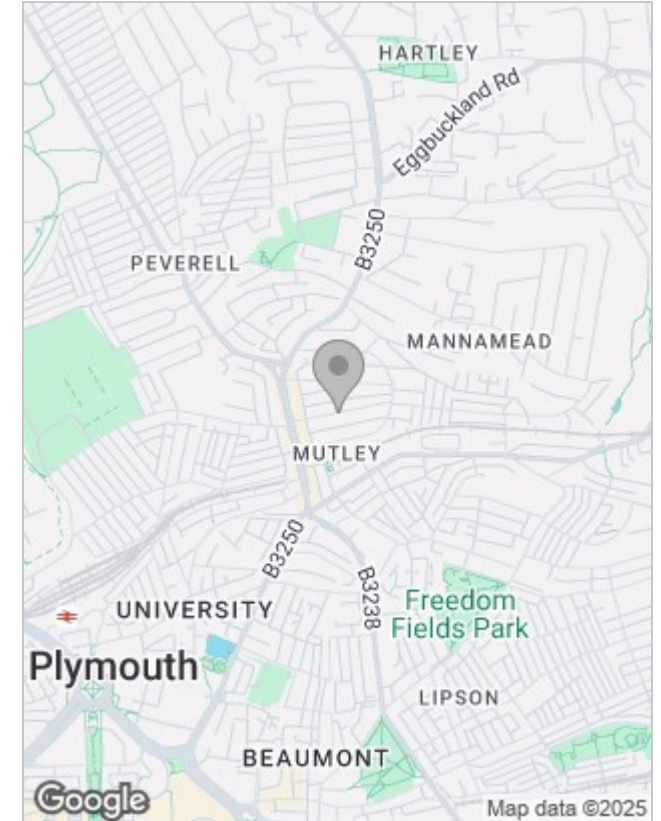 HARTLEY
Eggbuckland Rd
B3250
PEVERELL
MANNAMEAD
MUTLEY
B3250
B3238
UNIVERSITY
Freedom
Fields Park
Plymouth
LIPSON
BEAUMONT
Google
Map data ©2025